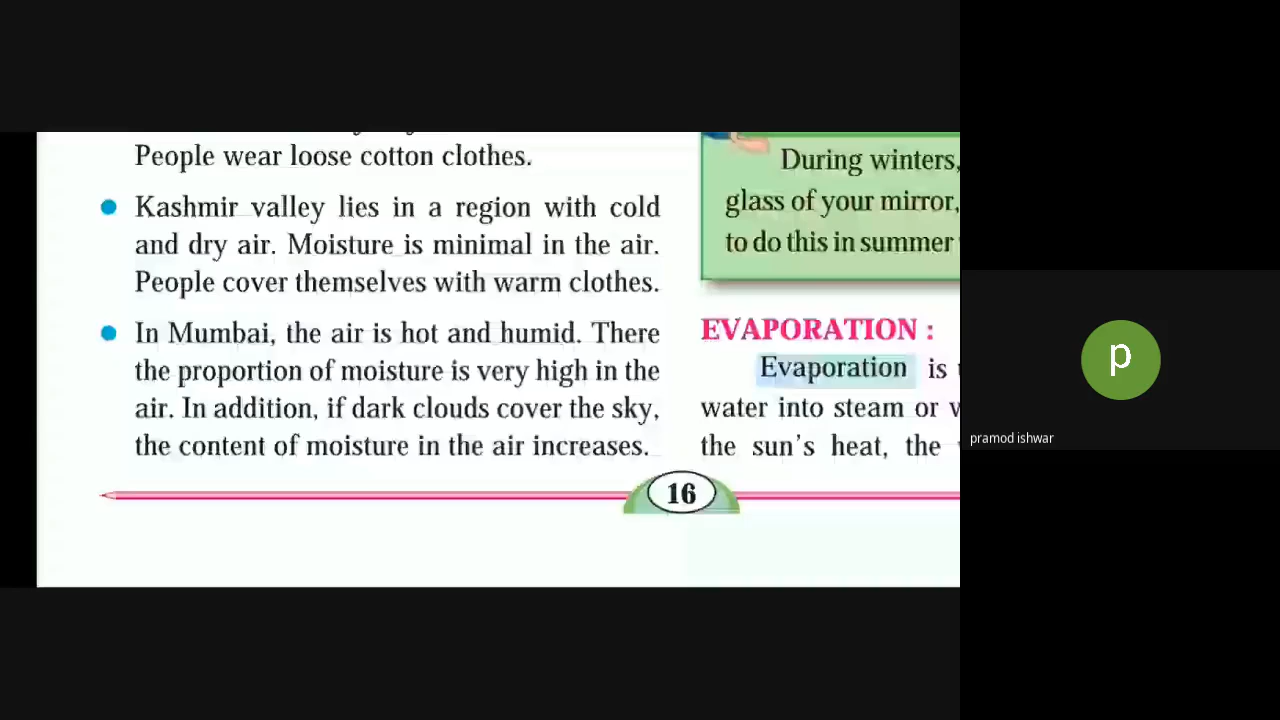 People wear loose cotton clothes.
Kashmir valley lies in a region with cold
and dry air. Moisture is minimal in the air.
People cover themselves with warm clothes.
In Mumbai, the air is hot and humid. There
the proportion of moisture is very high in the
air. In addition, if dark clouds cover the sky,
the content of moisture in the air increases.
During winters,
glass of your mirror,
to do this in summer
EVAPORATION :
Evaporation is
water into steam or
the sun's heat, the
16
p
pramod ishwar